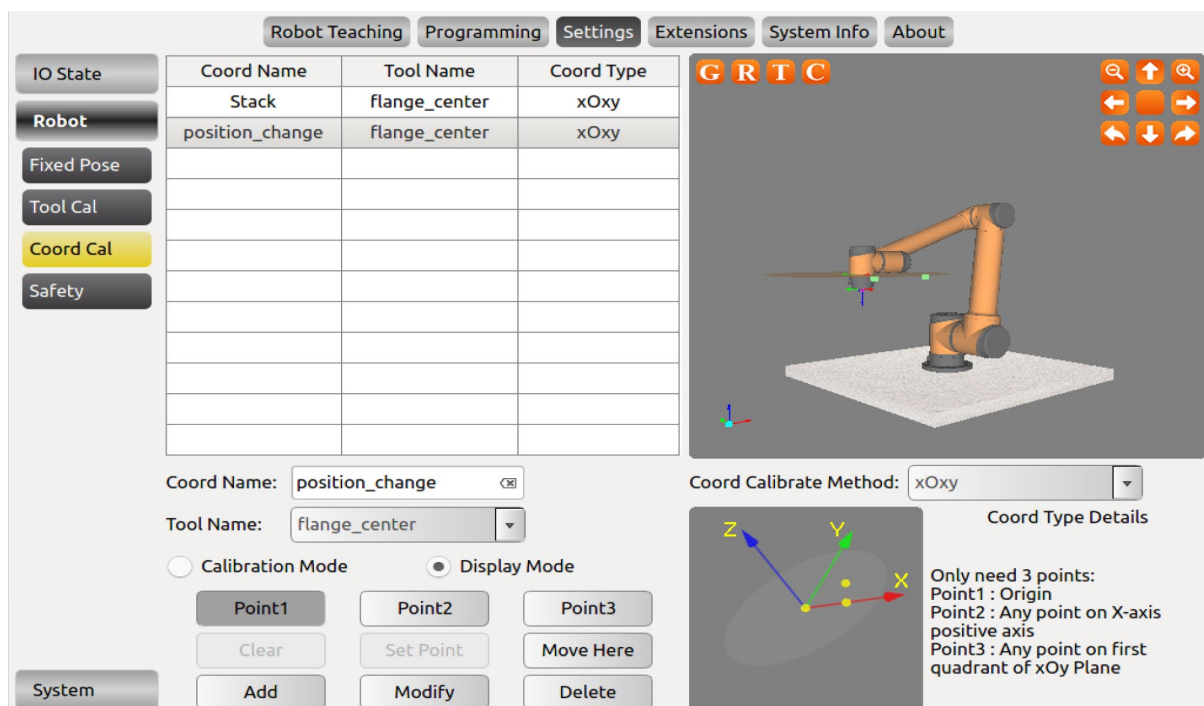 Robot Teaching Programming Settings Extensions System Info About
IO State
Robot
Fixed Pose
Tool Cal
Coord Cal
Safety
System
Coord Name Tool Name Coord Type
Stack flange_center xOxy
position_change flange_center xOxy
G R T C
Coord Name: position_change
Tool Name: flange_center
Calibration Mode Display Mode
Point1 Point2 Point3
Clear Set Point Move Here
Add Modify Delete
Coord Calibrate Method: xOxy
Z Y X
Coord Type Details
Only need 3 points:
Point1 : Origin
Point2 : Any point on X-axis
positive axis
Point3 : Any point on first
quadrant of xOy Plane